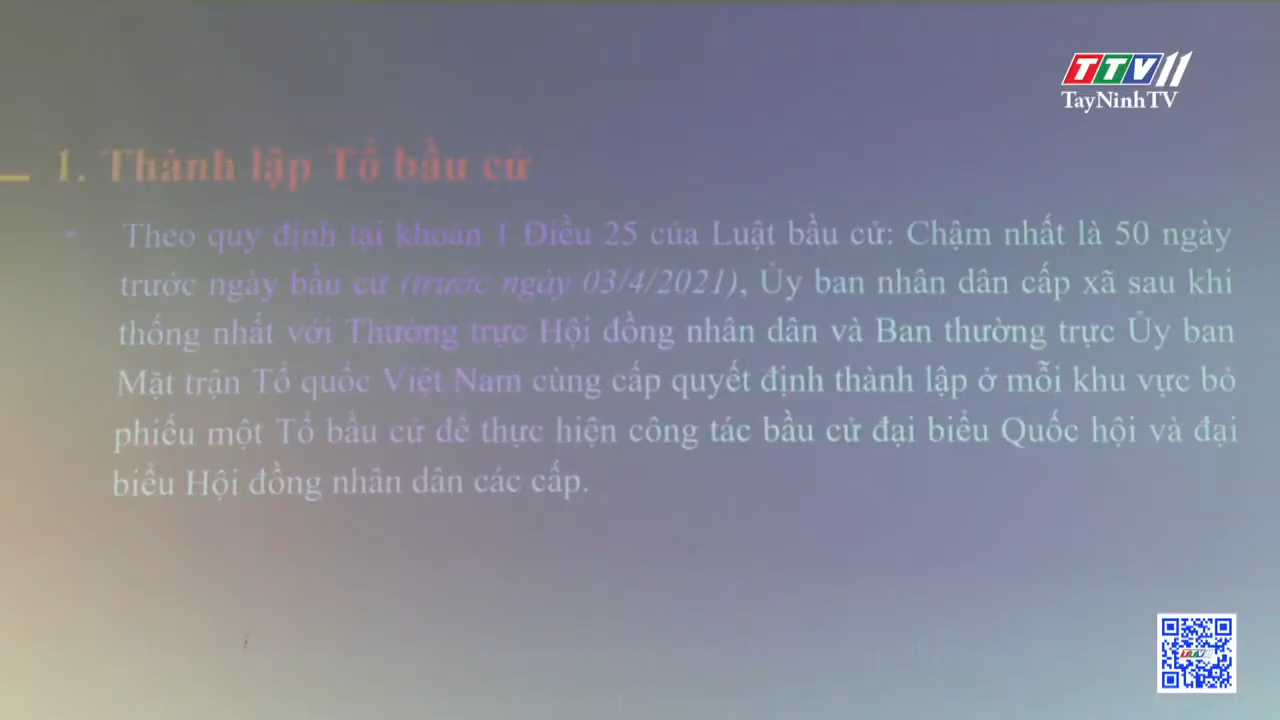 TTV11
TayNinhTV
1. Thành lập Tổ bầu cử
• Theo quy định tại khoản 1 Điều 25 của Luật bầu cử: Chậm nhất là 50 ngày
trước ngày bầu cử (trước ngày 03/4/2021), Ủy ban nhân dân cấp xã sau khi
thống nhất với Thường trực Hội đồng nhân dân và Ban thường trực Ủy ban
Mặt trận Tổ quốc Việt Nam cùng cấp quyết định thành lập ở mỗi khu vực bỏ
phiếu một Tổ bầu cử để thực hiện công tác bầu cử đại biểu Quốc hội và đại
biểu Hội đồng nhân dân các cấp.
TTV11